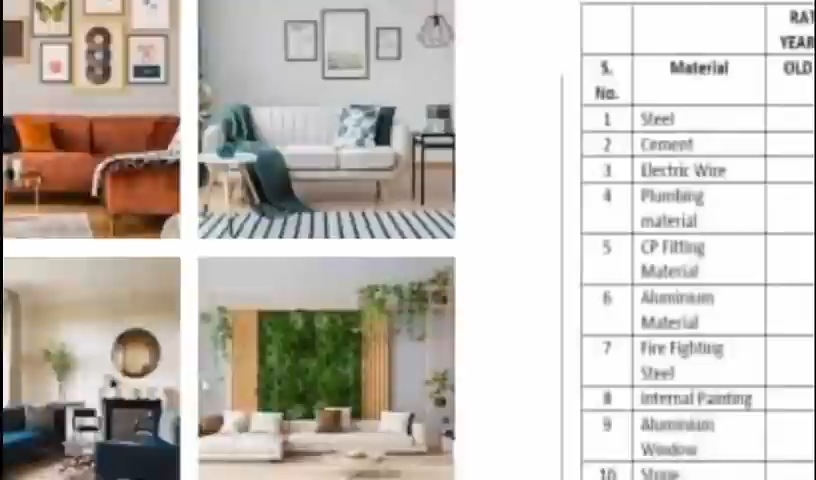 RAT
YEAR
S. Material OLD
No.
1 Steel
2 Cement
3 Electric Wire
4 Plumbing
material
5 CP Fitting
Material
6 Aluminium
Material
7 Fire Fighting
Steel
8 Internal Painting
9 Aluminium
Window
10 Stone